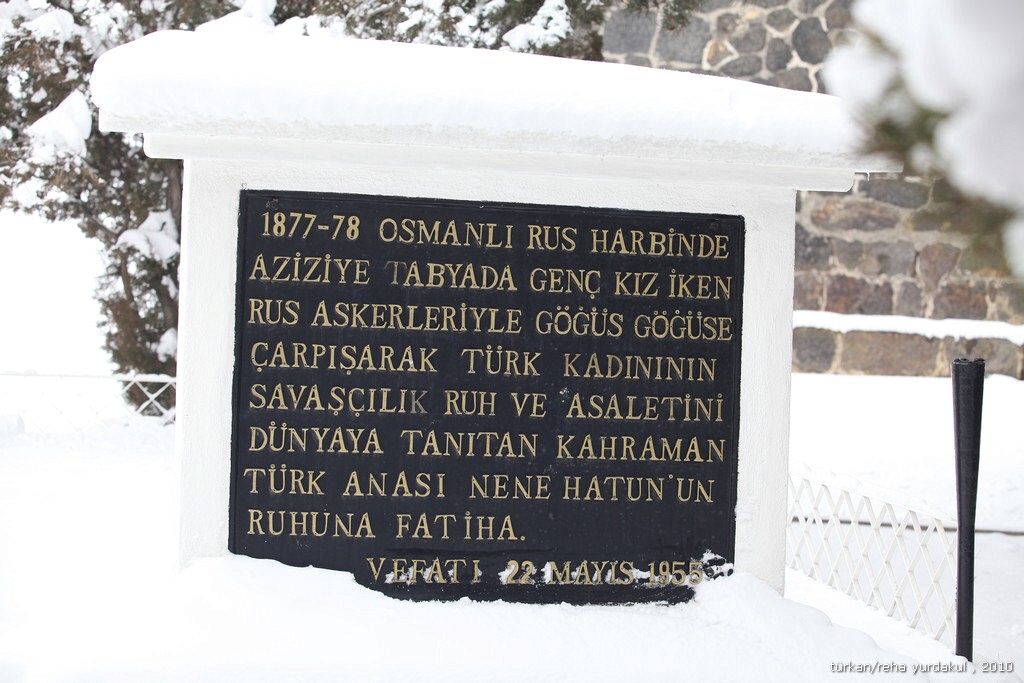 1877-78 OSMANLI RUS HARBİNDE
AZİZİYE TABYADA GENÇ KIZ İKEN
RUS ASKERLERİYLE GÖĞÜS GÖĞÜSE
ÇARPIŞARAK TÜRK KADINININ
SAVAŞÇILIK RUH VE ASALETİNİ
DÜNYAYA TANITAN KAHRAMAN
TÜRK ANASI NENE HATUN'UN
RUHUNA FATİHA.
VEFATI 22 MAYIS 1955
türkan/reha yurdakul , 2010